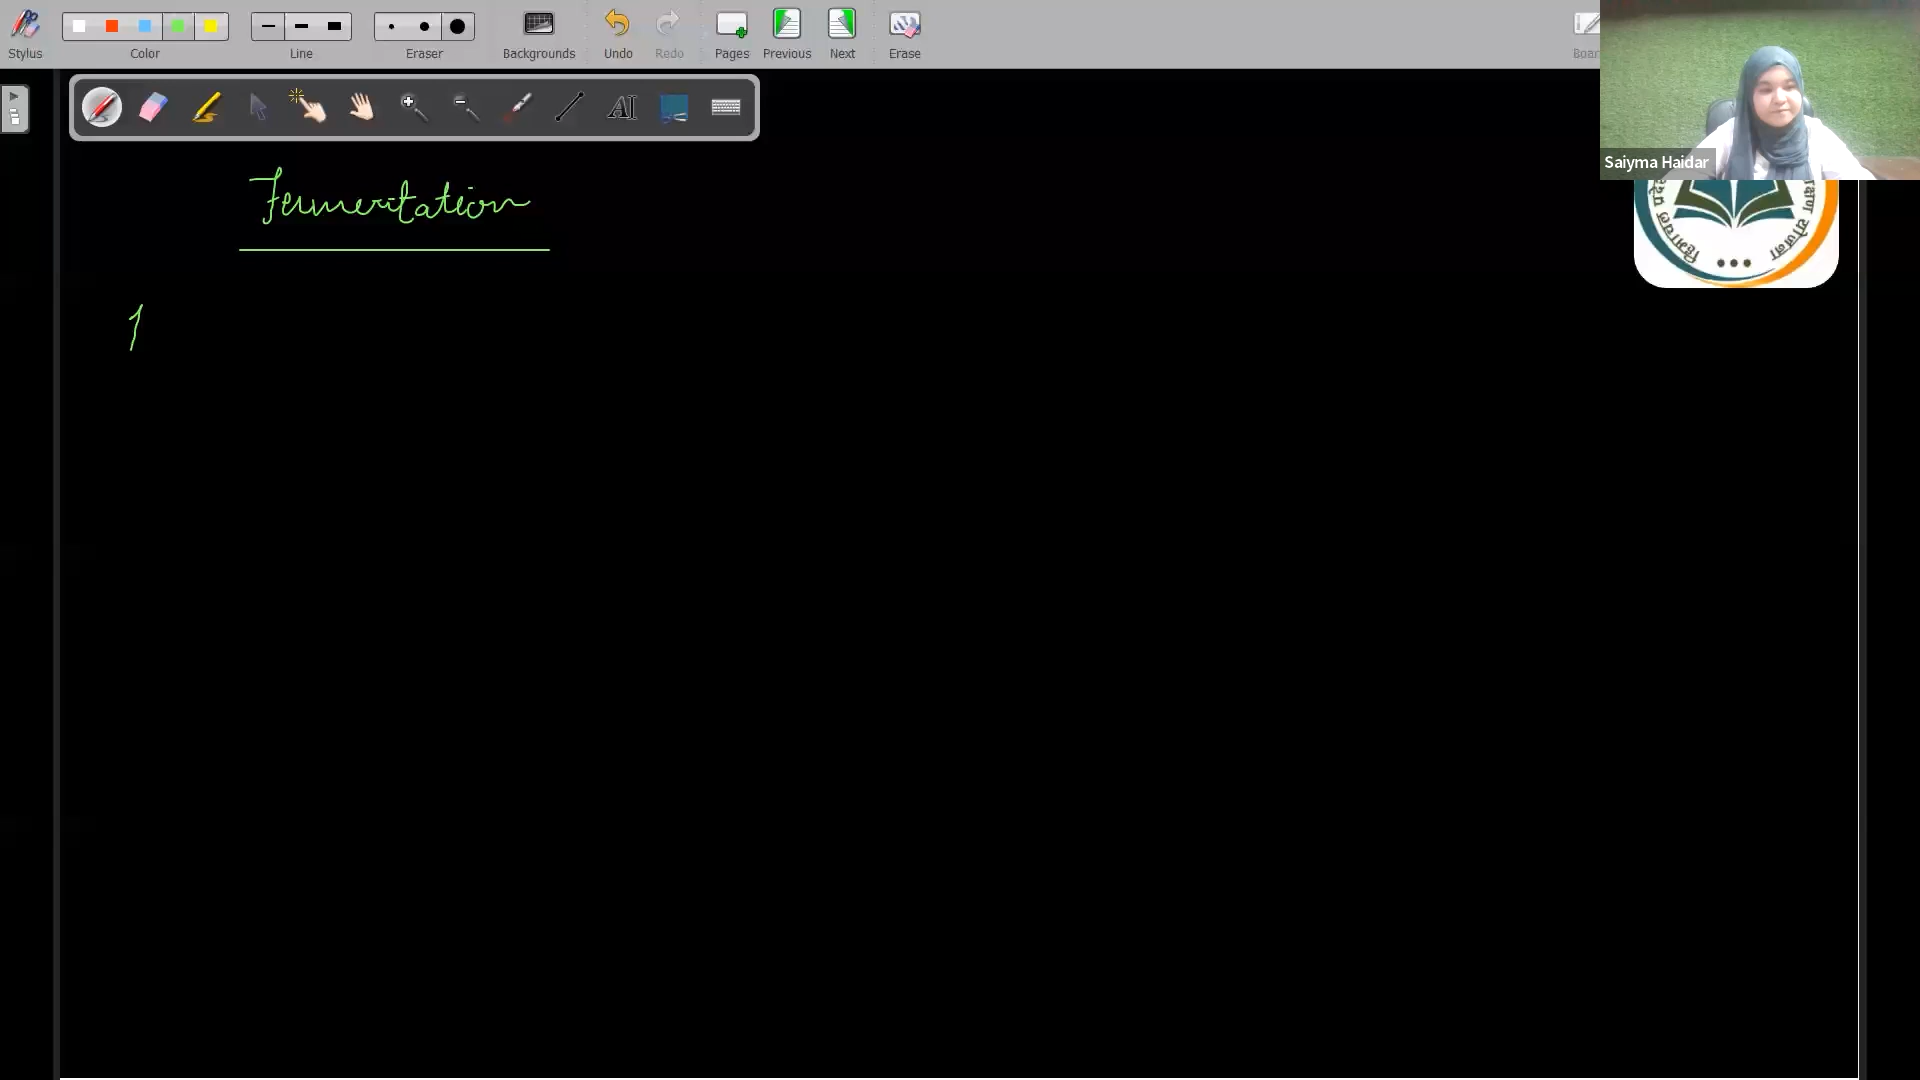 Stylus Color Line Eraser Backgrounds Undo Redo Pages Previous Next Erase
Saiyma Haidar
Fermentation
1